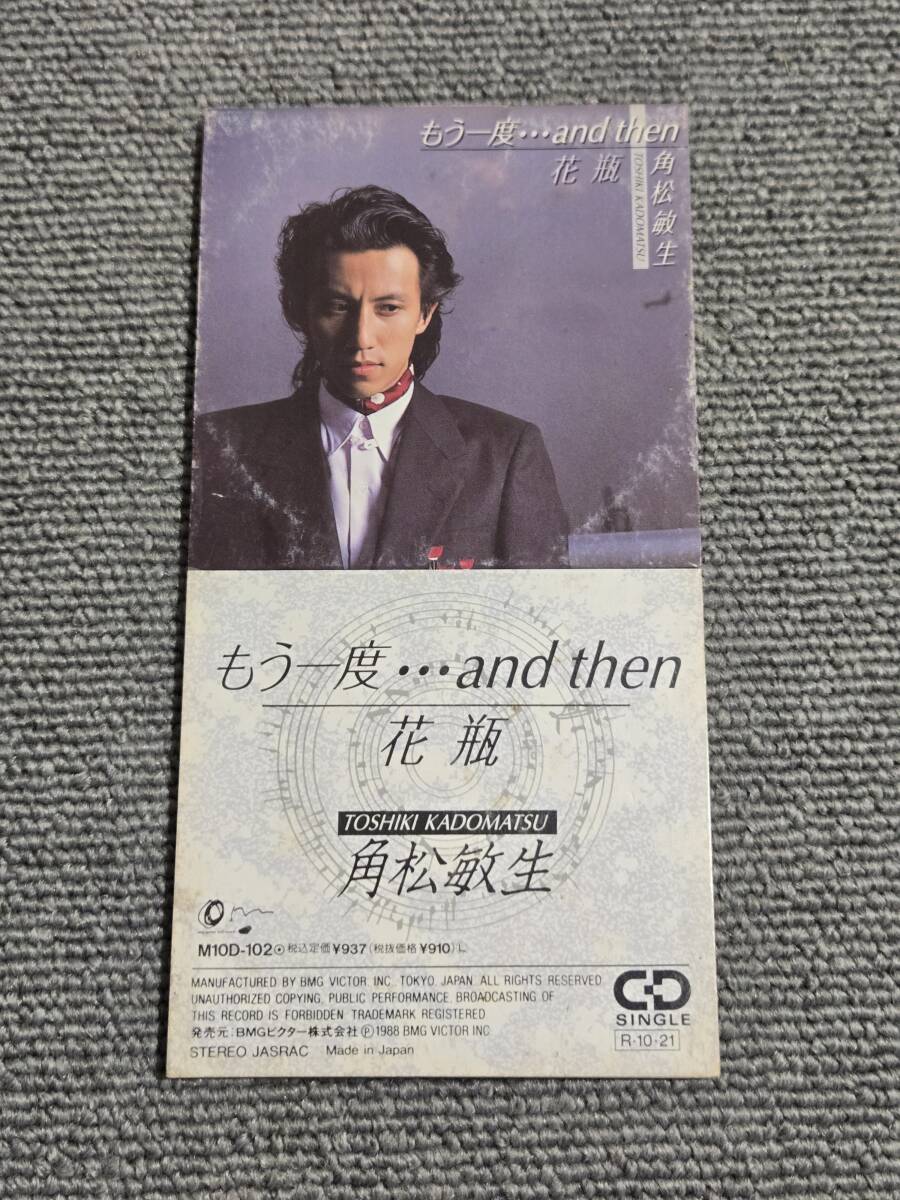 もう一度•••and then
花瓶
角松敏生
TOSHIKI KADOMATSU
もう一度•••and then
花瓶
TOSHIKI KADOMATSU
角松敏生
M10D-102 税込定価¥937(税抜価格¥910)L
MANUFACTURED BY BMG VICTOR INC. TOKYO. JAPAN. ALL RIGHTS RESERVED
UNAUTHORIZED COPYING. PUBLIC PERFORMANCE. BROADCASTING OF
THIS RECORD IS FORBIDDEN. TRADEMARK REGISTERED
発売元:BMGビクター株式会社 Ⓟ1988 BMG VICTOR INC.
STEREO JASRAC Made in Japan
CD
SINGLE
R-10・21